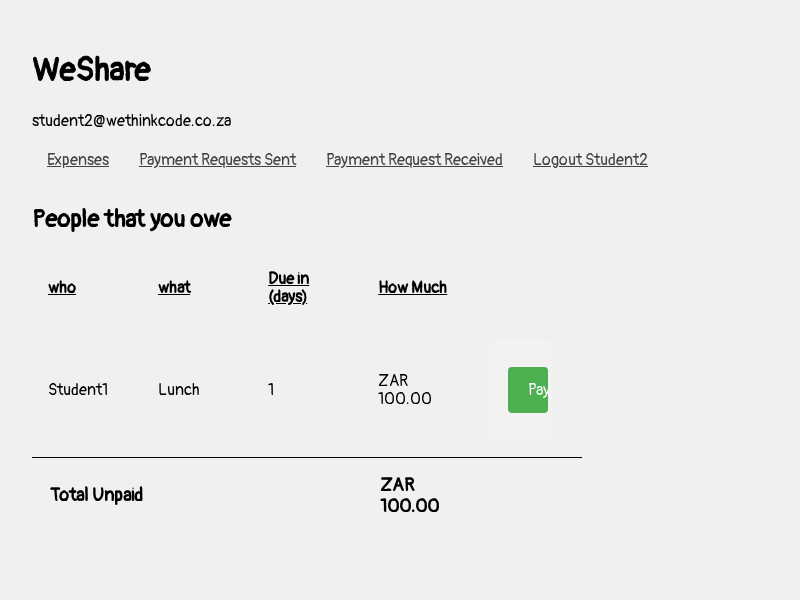 WeShare
student2@wethinkcode.co.za
Expenses Payment Requests Sent Payment Request Received Logout Student2
People that you owe
who what Due in (days) How Much
Student1 Lunch 1 ZAR 100.00 Pay
Total Unpaid ZAR 100.00